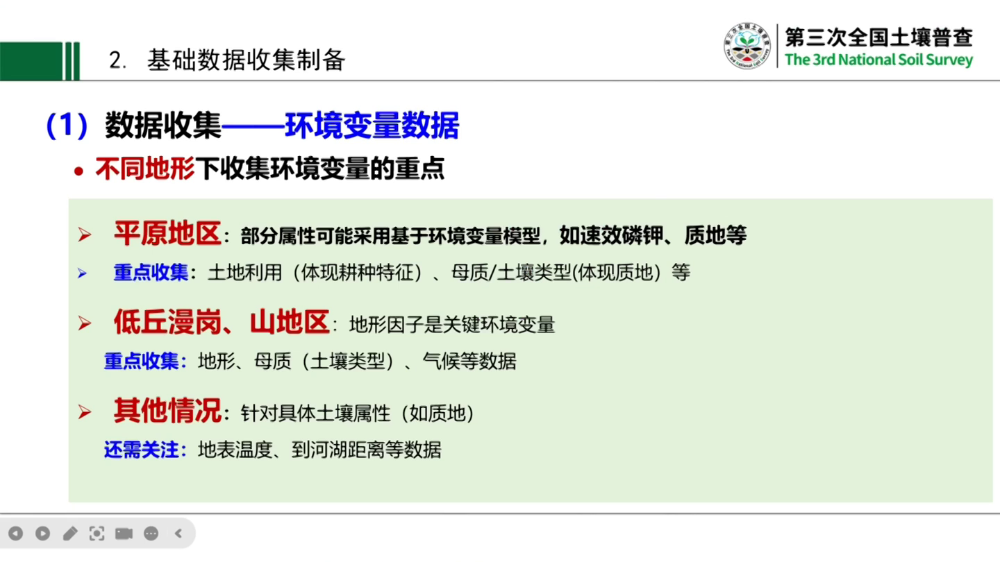 2. 基础数据收集制备
第三次全国土壤普查
The 3rd National Soil Survey
（1）数据收集——环境变量数据
• 不同地形下收集环境变量的重点
➢ 平原地区：部分属性可能采用基于环境变量模型，如速效磷钾、质地等
➢ 重点收集：土地利用（体现耕种特征）、母质/土壤类型(体现质地）等
➢ 低丘漫岗、山地区：地形因子是关键环境变量
重点收集：地形、母质（土壤类型）、气候等数据
➢ 其他情况：针对具体土壤属性（如质地）
还需关注：地表温度、到河湖距离等数据